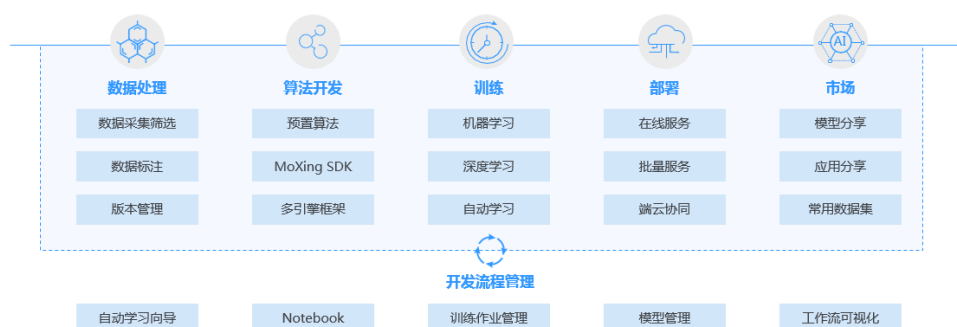 AI
数据处理 算法开发 训练 部署 市场
数据采集筛选 预置算法 机器学习 在线服务 模型分享
数据标注 MoXing SDK 深度学习 批量服务 应用分享
版本管理 多引擎框架 自动学习 端云协同 常用数据集
开发流程管理
自动学习向导 Notebook 训练作业管理 模型管理 工作流可视化